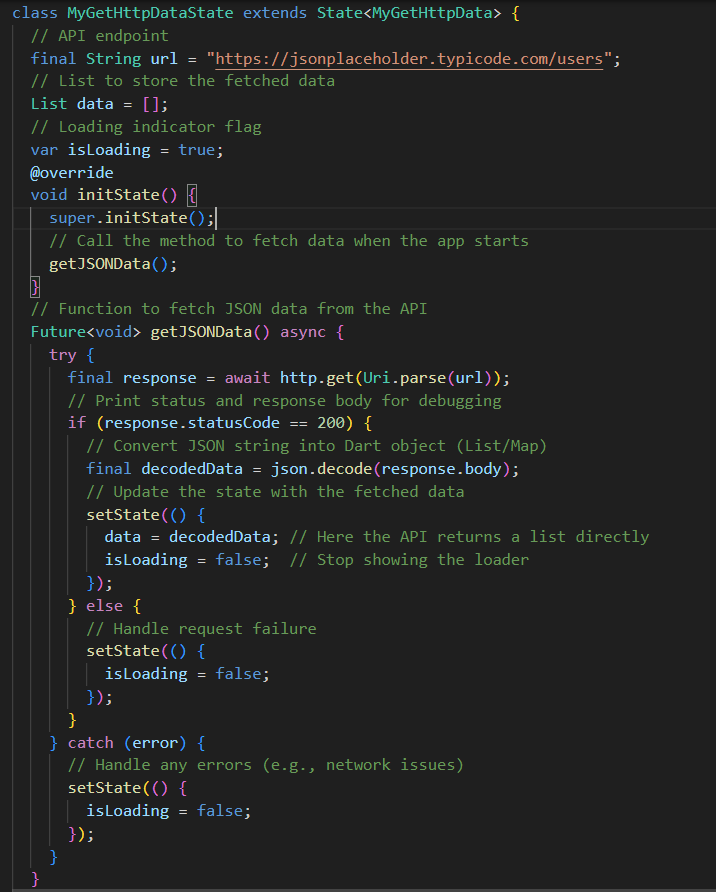 class MyGetHttpDataState extends State<MyGetHttpData> {
  // API endpoint
  final String url = "https://jsonplaceholder.typicode.com/users";
  // List to store the fetched data
  List data = [];
  // Loading indicator flag
  var isLoading = true;
  @override
  void initState() {
    super.initState();
    // Call the method to fetch data when the app starts
    getJSONData();
  }
  // Function to fetch JSON data from the API
  Future<void> getJSONData() async {
    try {
      final response = await http.get(Uri.parse(url));
      // Print status and response body for debugging
      if (response.statusCode == 200) {
        // Convert JSON string into Dart object (List/Map)
        final decodedData = json.decode(response.body);
        // Update the state with the fetched data
        setState(() {
          data = decodedData; // Here the API returns a list directly
          isLoading = false;  // Stop showing the loader
        });
      } else {
        // Handle request failure
        setState(() {
          isLoading = false;
        });
      }
    } catch (error) {
      // Handle any errors (e.g., network issues)
      setState(() {
        isLoading = false;
      });
    }
  }